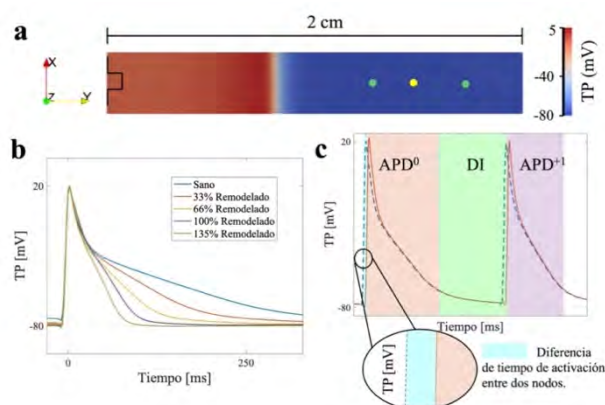 a
2 cm
X
Z
Y
5
-40
-80
TP (mV)
b
TP [mV]
20
-80
Sano
33% Remodelado
66% Remodelado
100% Remodelado
135% Remodelado
0
250
Tiempo [ms]
c
TP [mV]
20
-80
APD⁰
DI
APD⁺¹
Tiempo [ms]
TP [mV]
Diferencia
de tiempo de activación
entre dos nodos.